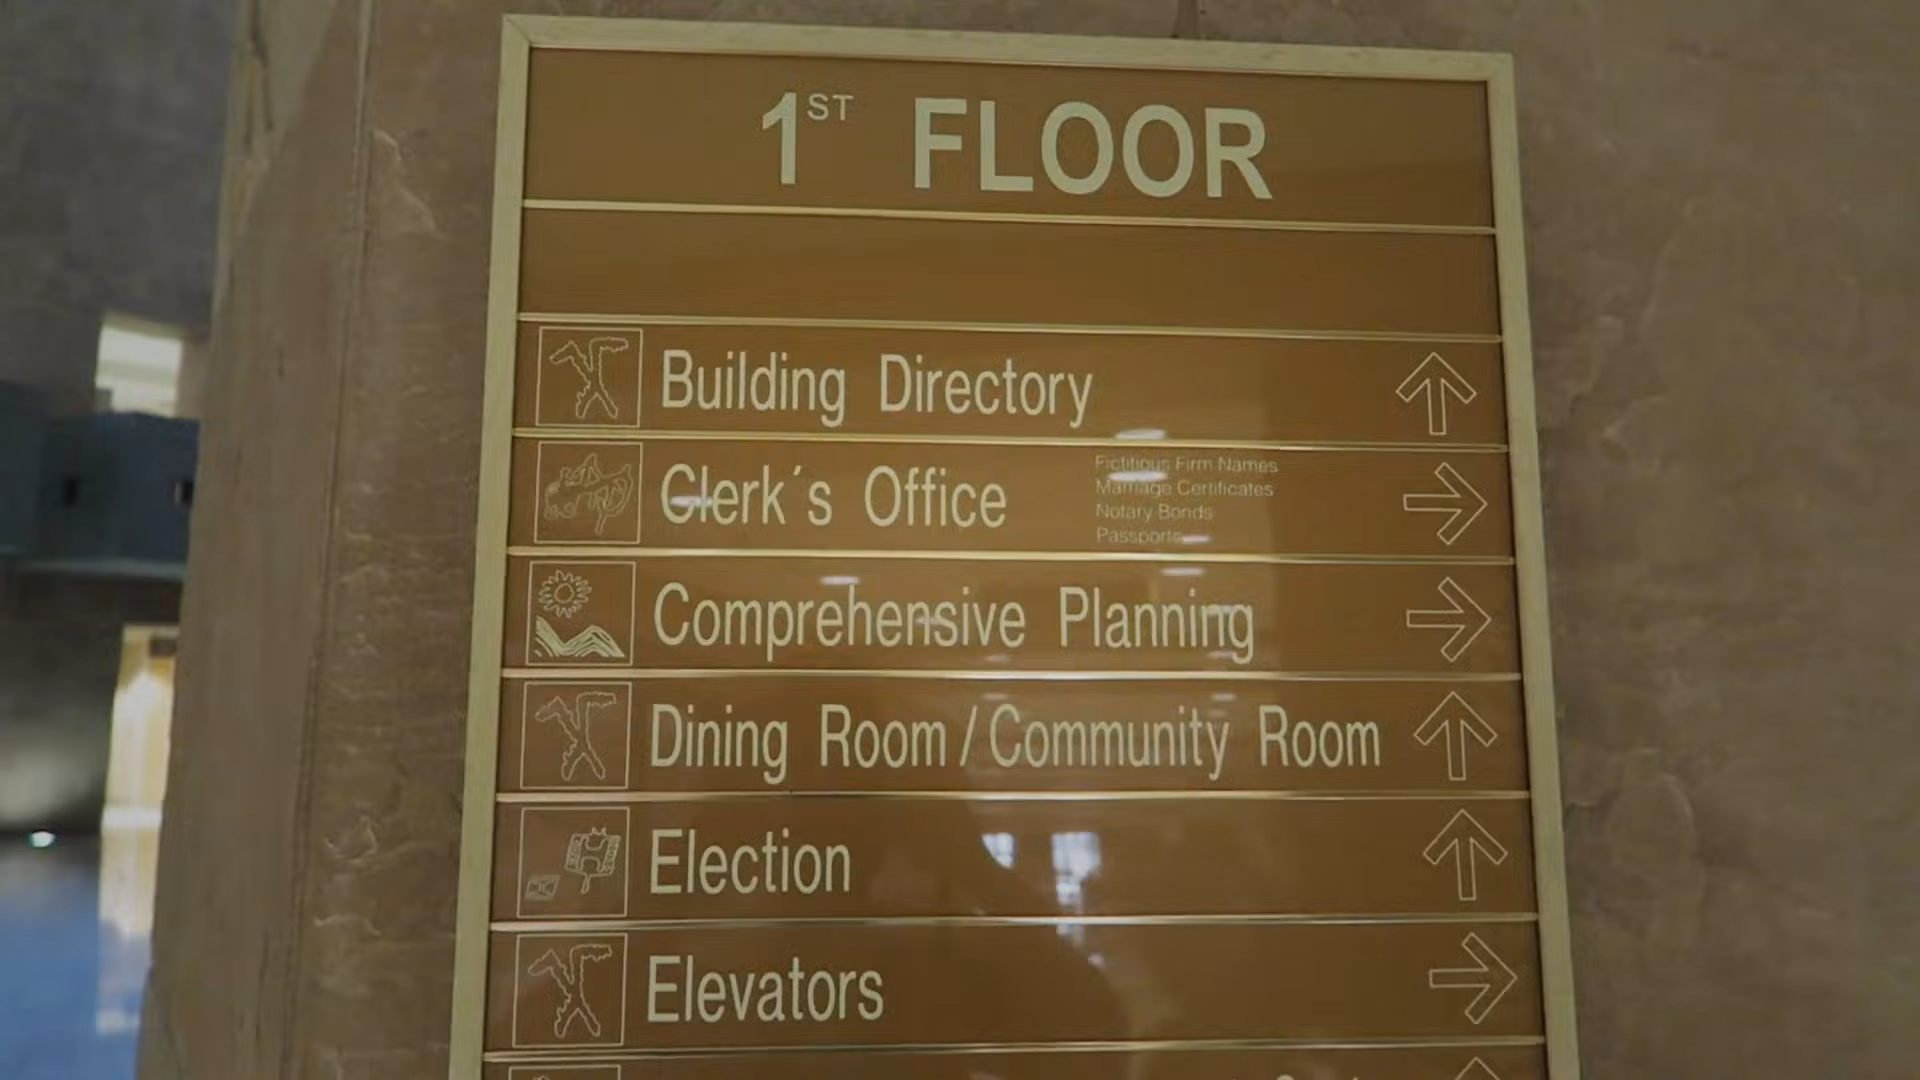 1ST FLOOR
Building Directory
Clerk´s Office
Fictitious Firm Names
Marriage Certificates
Notary Bonds
Passports
Comprehensive Planning
Dining Room / Community Room
Election
Elevators